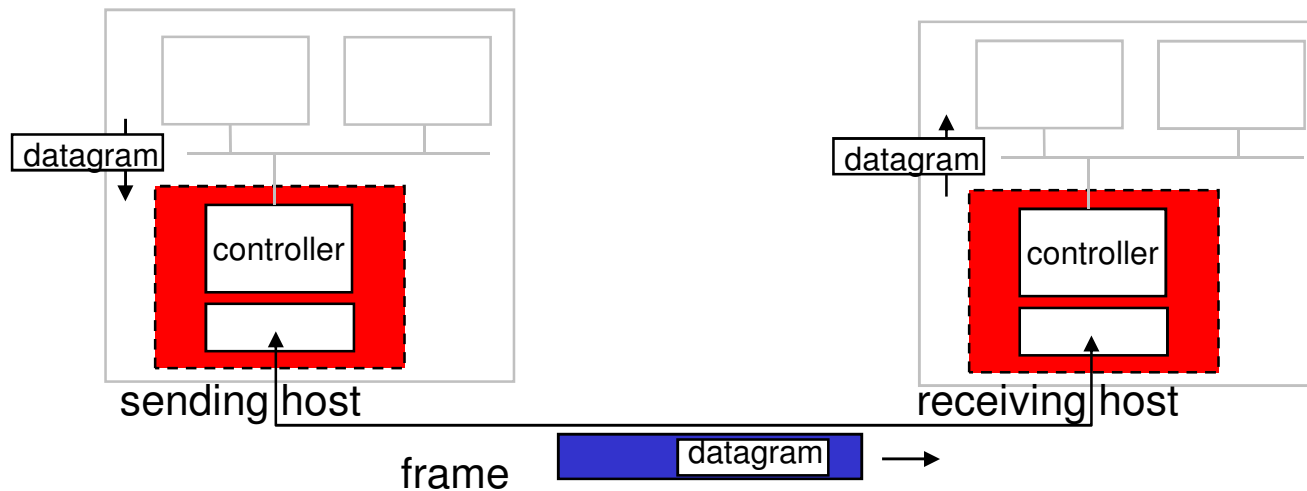 datagram
datagram
controller
controller
sending host
receiving host
datagram
frame